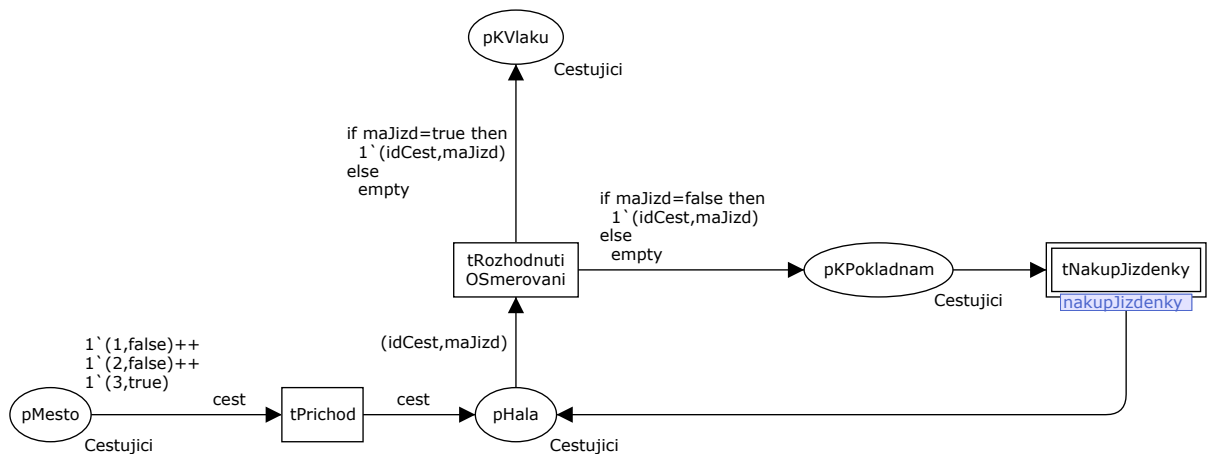 pKVlaku
Cestujici
if maJizd=true then
1`(idCest,maJizd)
else
empty
if maJizd=false then
1`(idCest,maJizd)
else
empty
tRozhodnuti
OSmerovani
pKPokladnam
Cestujici
tNakupJizdenky
nakupJizdenky
(idCest,maJizd)
1`(1,false)++
1`(2,false)++
1`(3,true)
pMesto
Cestujici
cest
tPrichod
cest
pHala
Cestujici